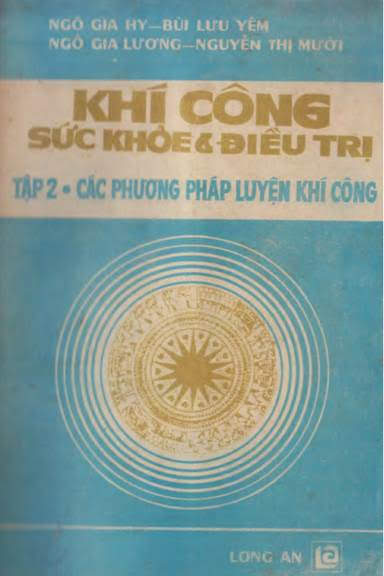 NGÔ GIA HY–BÙI LƯU YÊM
NGÔ GIA LƯƠNG–NGUYỄN THỊ MƯỜI
KHÍ CÔNG
SỨC KHỎE & ĐIỀU TRỊ
TẬP 2 • CÁC PHƯƠNG PHÁP LUYỆN KHÍ CÔNG
LONG AN